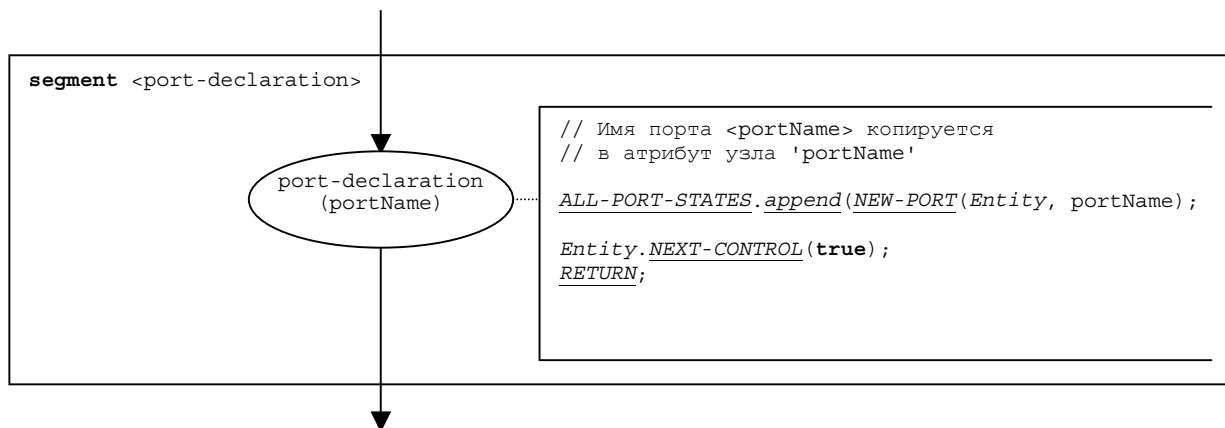 segment <port-declaration>
port-declaration
(portName)
// Имя порта <portName> копируется
// в атрибут узла 'portName'
ALL-PORT-STATES.append(NEW-PORT(Entity, portName);
Entity.NEXT-CONTROL(true);
RETURN;